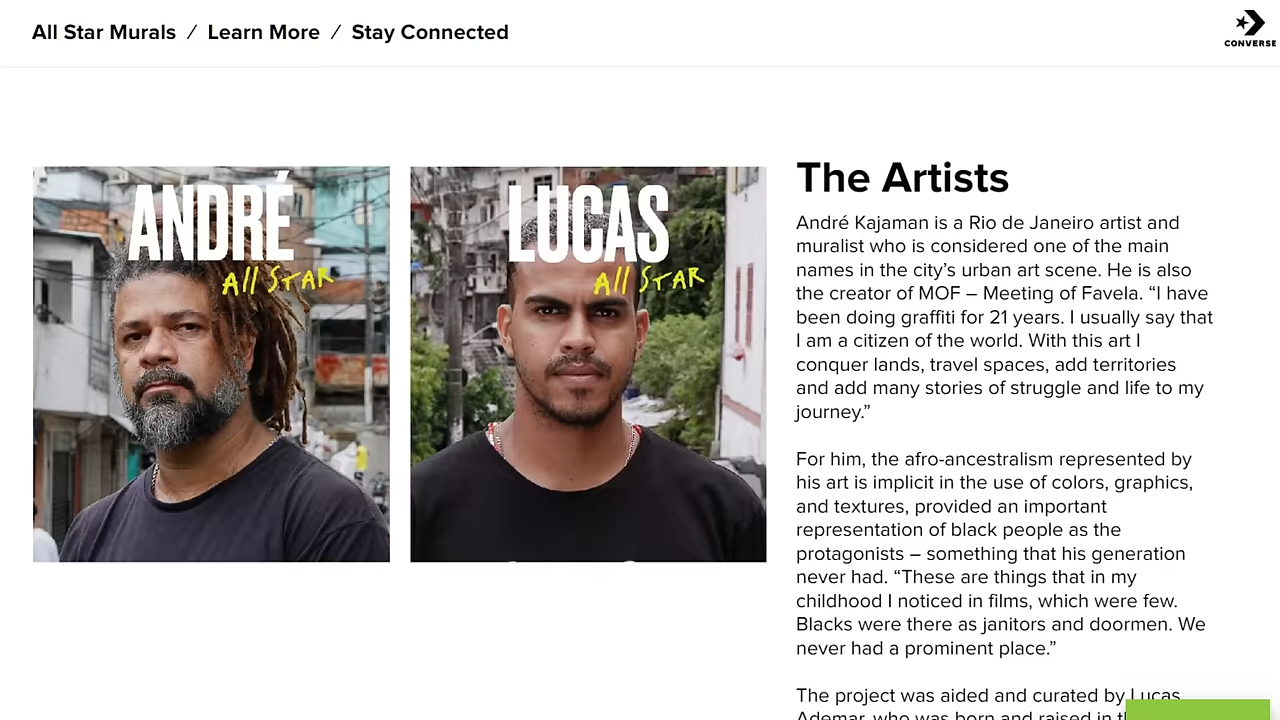 All Star Murals / Learn More / Stay Connected
CONVERSE
ANDRÉ
All STAR
LUCAS
All STAR
The Artists
André Kajaman is a Rio de Janeiro artist and
muralist who is considered one of the main
names in the city’s urban art scene. He is also
the creator of MOF – Meeting of Favela. “I have
been doing graffiti for 21 years. I usually say that
I am a citizen of the world. With this art I
conquer lands, travel spaces, add territories
and add many stories of struggle and life to my
journey.”
For him, the afro-ancestralism represented by
his art is implicit in the use of colors, graphics,
and textures, provided an important
representation of black people as the
protagonists – something that his generation
never had. “These are things that in my
childhood I noticed in films, which were few.
Blacks were there as janitors and doormen. We
never had a prominent place.”
The project was aided and curated by Lucas
Ademar, who was born and raised in